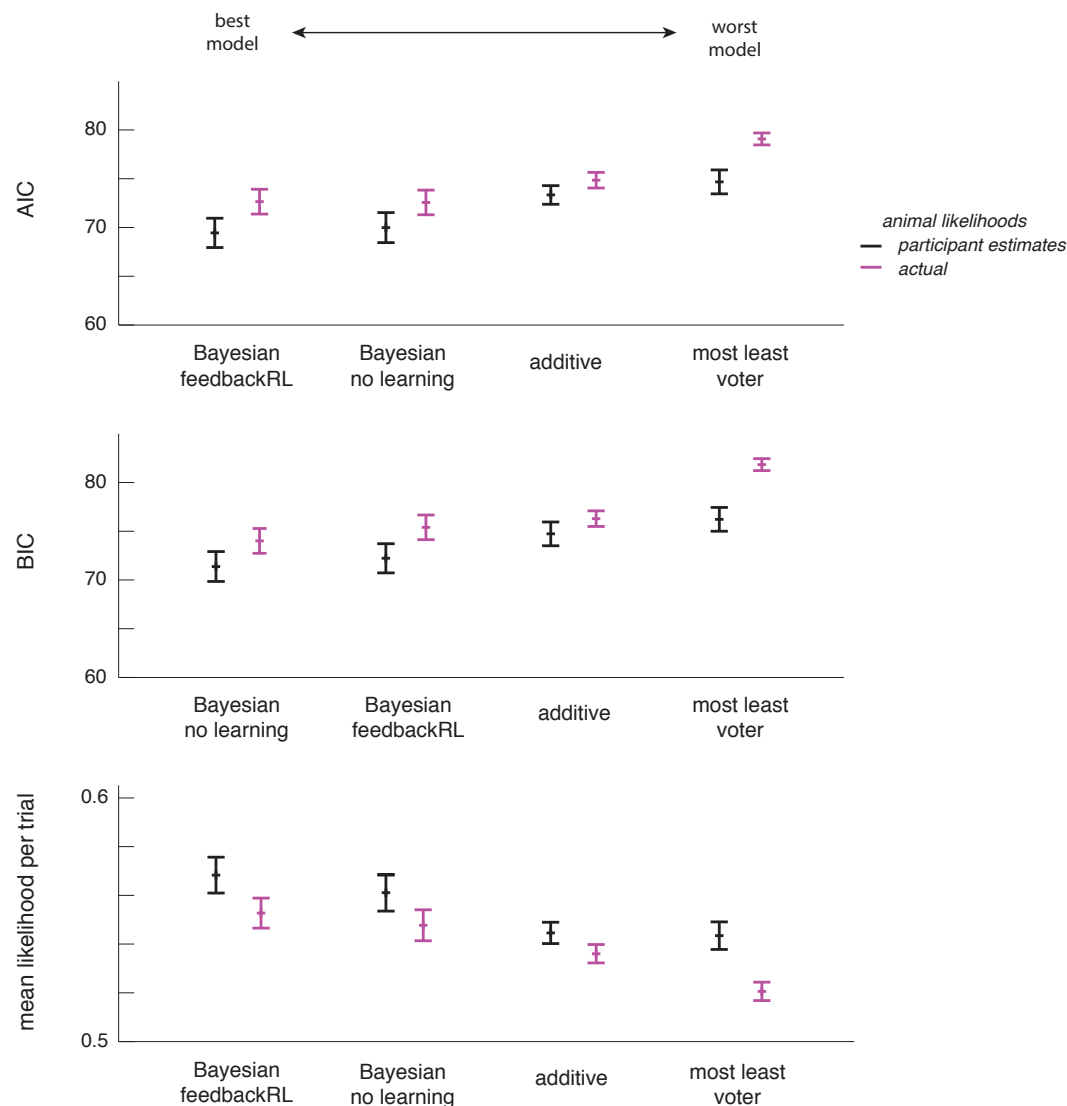 best
model
worst
model
AIC
80
70
60
animal likelihoods
participant estimates
actual
Bayesian
feedbackRL
Bayesian
no learning
additive
most least
voter
BIC
80
70
60
Bayesian
no learning
Bayesian
feedbackRL
additive
most least
voter
mean likelihood per trial
0.6
0.5
Bayesian
feedbackRL
Bayesian
no learning
additive
most least
voter